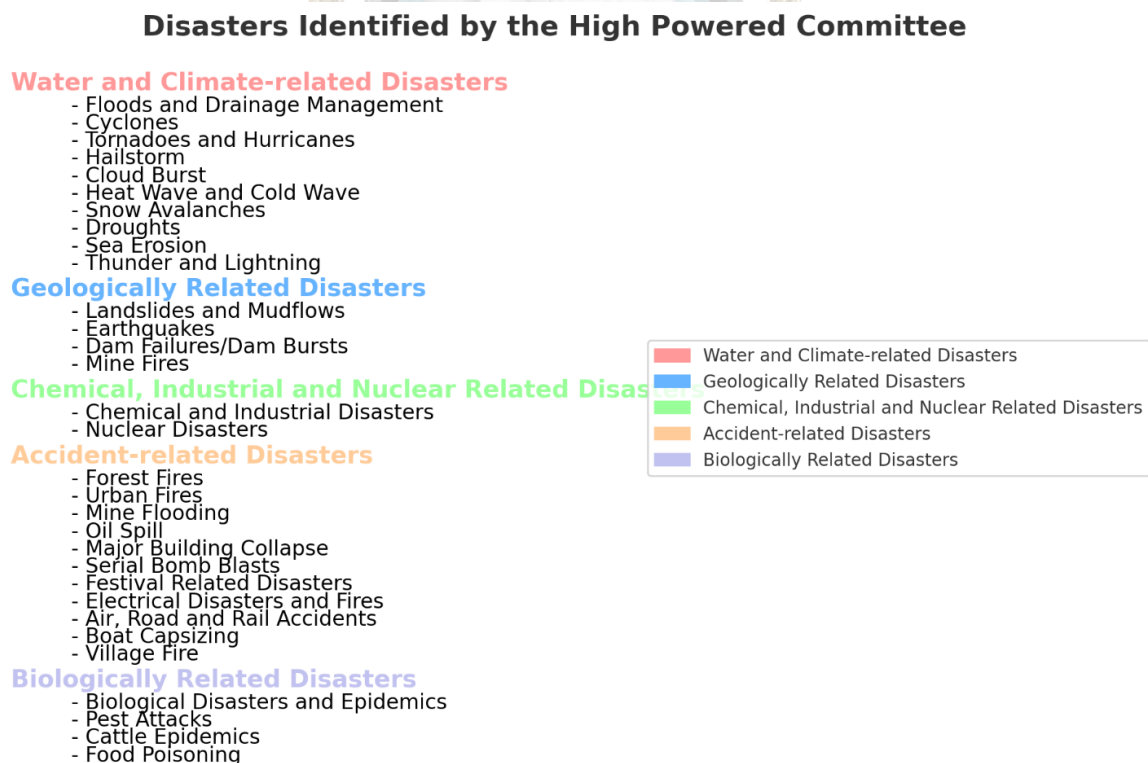 Disasters Identified by the High Powered Committee
Water and Climate-related Disasters
- Floods and Drainage Management
- Cyclones
- Tornadoes and Hurricanes
- Hailstorm
- Cloud Burst
- Heat Wave and Cold Wave
- Snow Avalanches
- Droughts
- Sea Erosion
- Thunder and Lightning
Geologically Related Disasters
- Landslides and Mudflows
- Earthquakes
- Dam Failures/Dam Bursts
- Mine Fires
Chemical, Industrial and Nuclear Related Disasters
- Chemical and Industrial Disasters
- Nuclear Disasters
Accident-related Disasters
- Forest Fires
- Urban Fires
- Mine Flooding
- Oil Spill
- Major Building Collapse
- Serial Bomb Blasts
- Festival Related Disasters
- Electrical Disasters and Fires
- Air, Road and Rail Accidents
- Boat Capsizing
- Village Fire
Biologically Related Disasters
- Biological Disasters and Epidemics
- Pest Attacks
- Cattle Epidemics
- Food Poisoning
Water and Climate-related Disasters
Geologically Related Disasters
Chemical, Industrial and Nuclear Related Disasters
Accident-related Disasters
Biologically Related Disasters